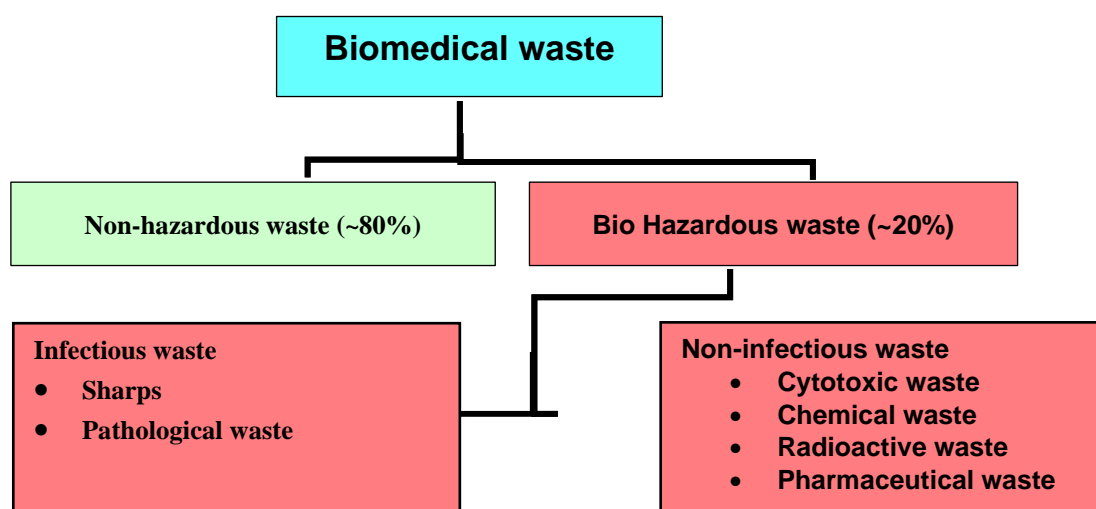 Biomedical waste
Non-hazardous waste (~80%)
Bio Hazardous waste (~20%)
Infectious waste
• Sharps
• Pathological waste
Non-infectious waste
• Cytotoxic waste
• Chemical waste
• Radioactive waste
• Pharmaceutical waste